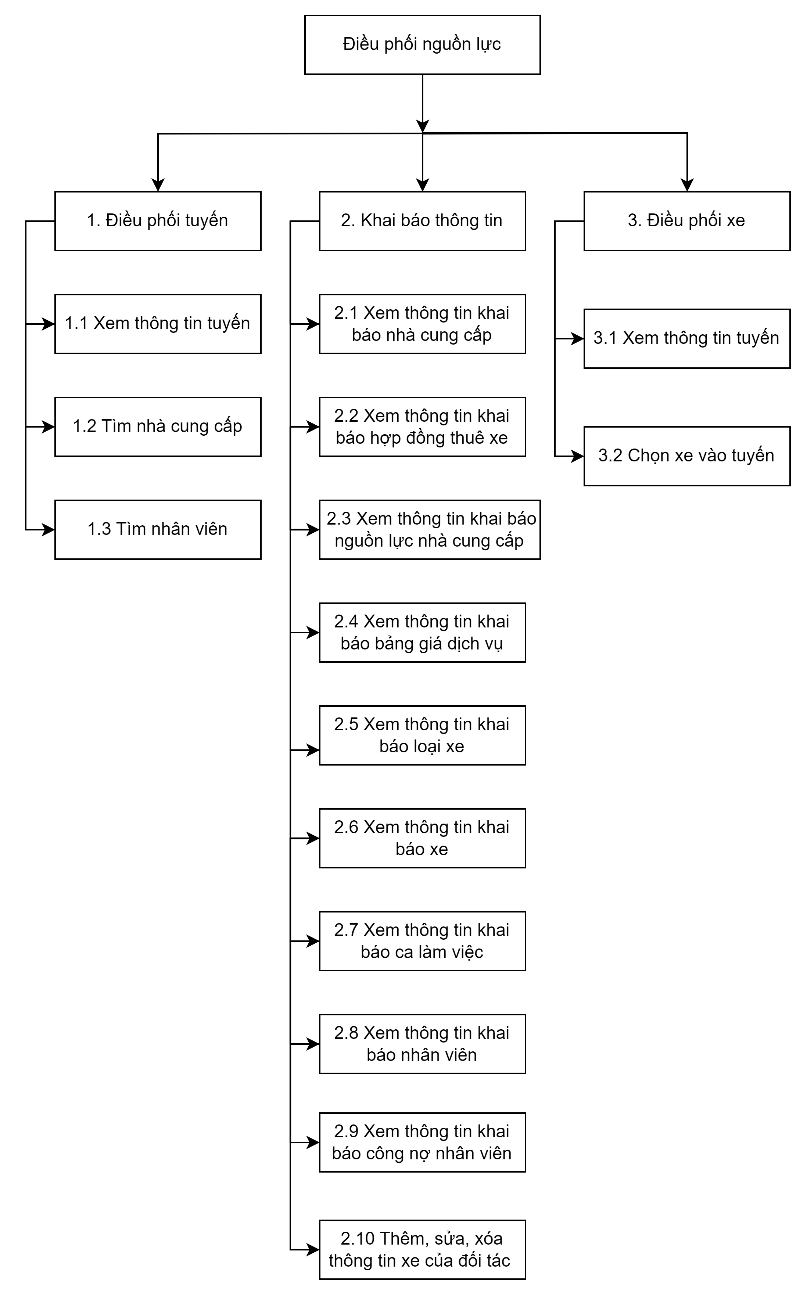 Điều phối nguồn lực
1. Điều phối tuyến
1.1 Xem thông tin tuyến
1.2 Tìm nhà cung cấp
1.3 Tìm nhân viên
2. Khai báo thông tin
2.1 Xem thông tin khai
báo nhà cung cấp
2.2 Xem thông tin khai
báo hợp đồng thuê xe
2.3 Xem thông tin khai báo
nguồn lực nhà cung cấp
2.4 Xem thông tin khai
báo bảng giá dịch vụ
2.5 Xem thông tin khai
báo loại xe
2.6 Xem thông tin khai
báo xe
2.7 Xem thông tin khai
báo ca làm việc
2.8 Xem thông tin khai
báo nhân viên
2.9 Xem thông tin khai
báo công nợ nhân viên
2.10 Thêm, sửa, xóa
thông tin xe của đối tác
3. Điều phối xe
3.1 Xem thông tin tuyến
3.2 Chọn xe vào tuyến